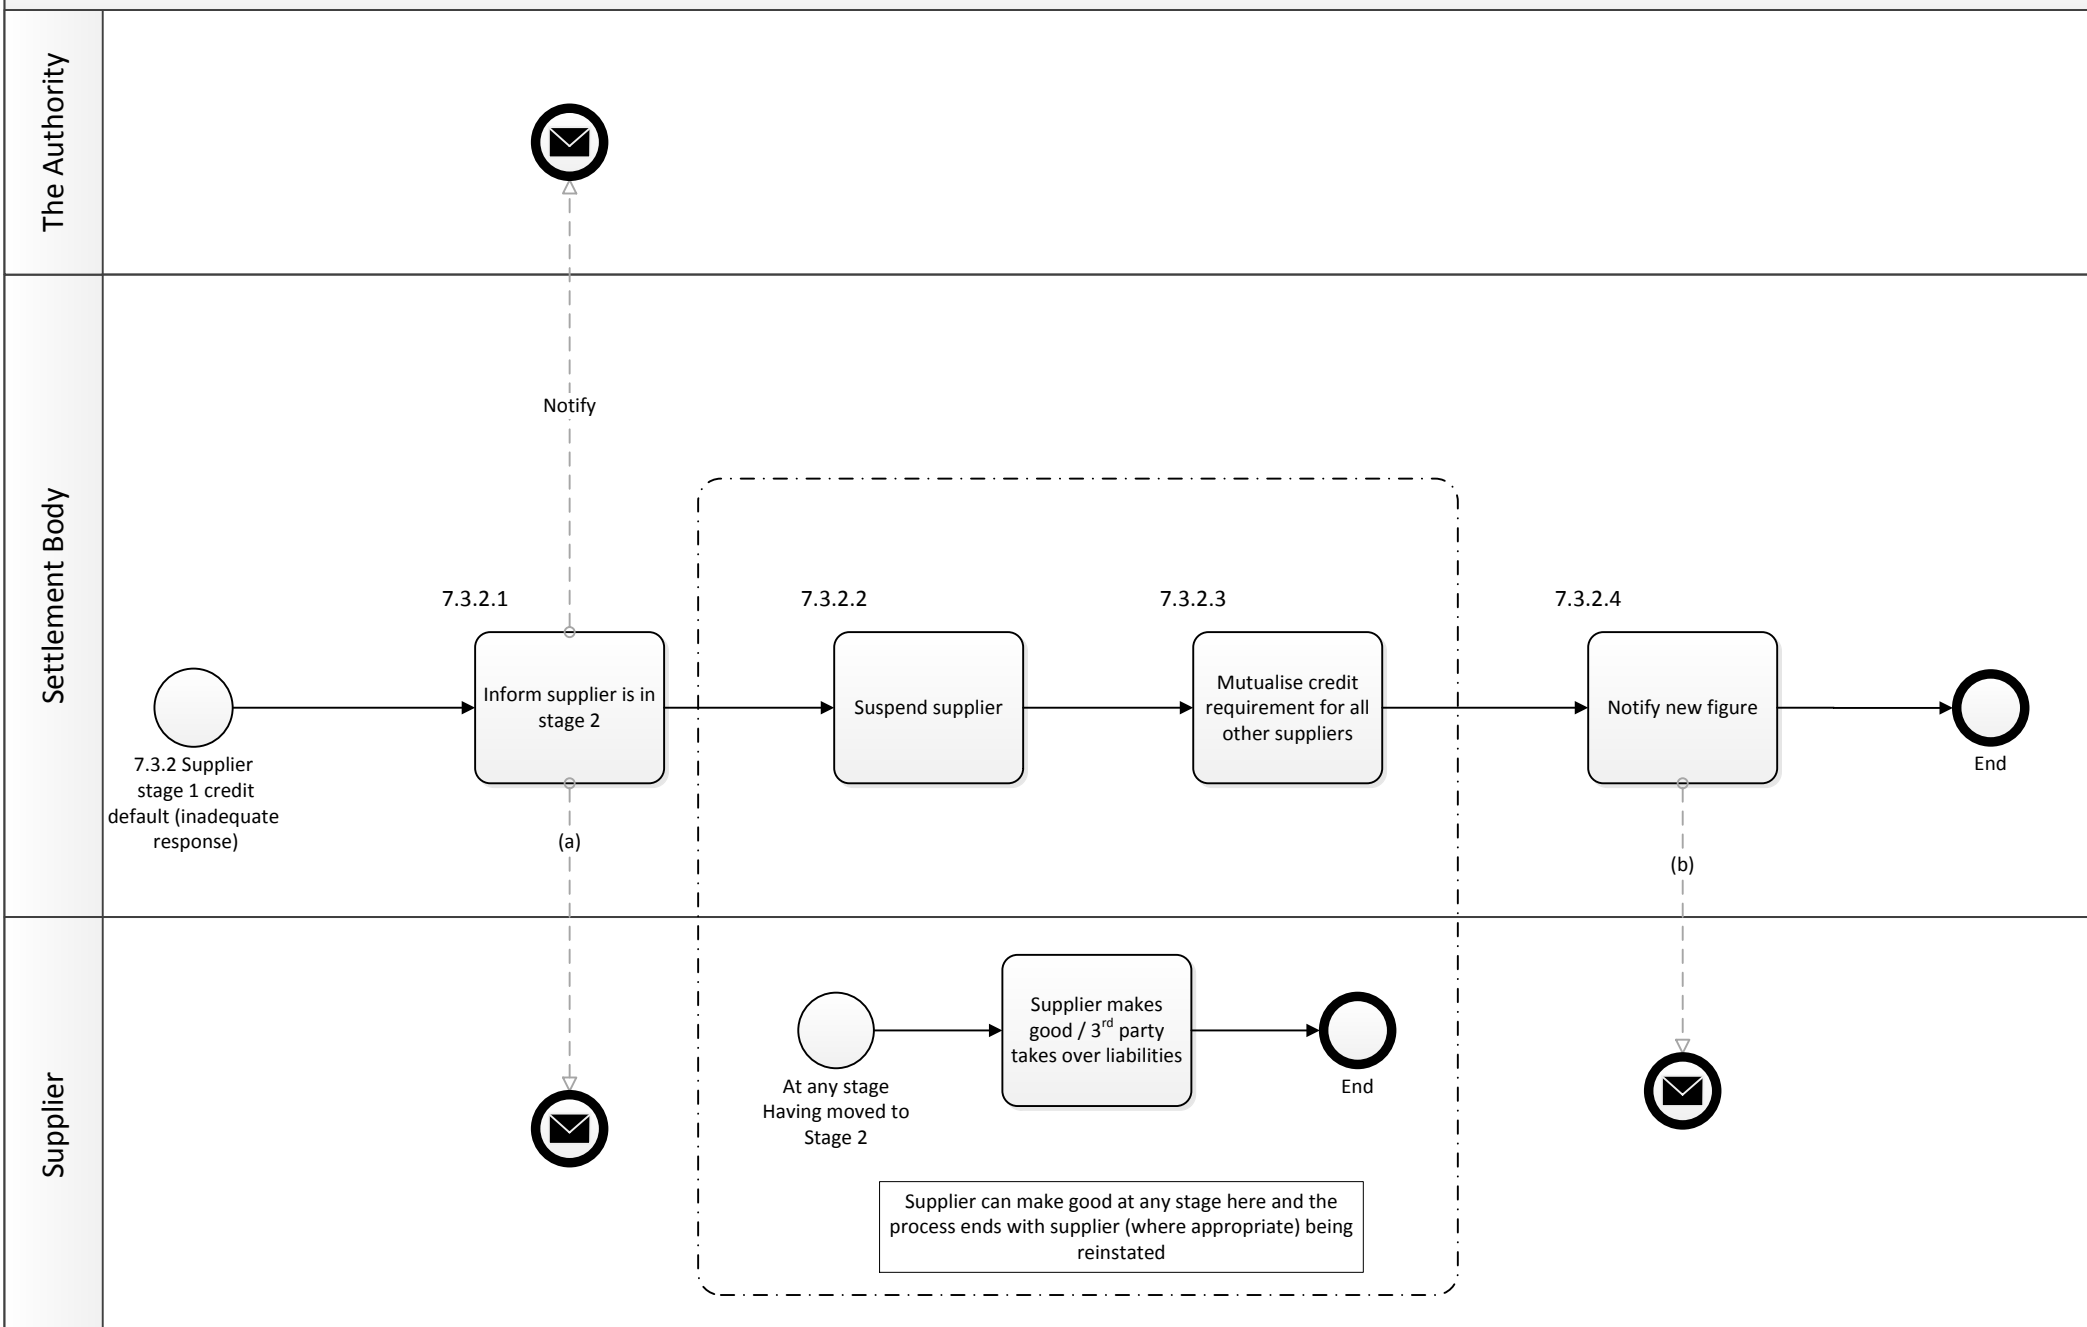 The Authority
Notify
Settlement Body
7.3.2.1
7.3.2.2
7.3.2.3
7.3.2.4
7.3.2 Supplier
stage 1 credit
default (inadequate
response)
Inform supplier is in
stage 2
Suspend supplier
Mutualise credit
requirement for all
other suppliers
Notify new figure
End
(a)
(b)
Supplier
At any stage
Having moved to
Stage 2
Supplier makes
good / 3rd party
takes over liabilities
End
Supplier can make good at any stage here and the
process ends with supplier (where appropriate) being
reinstated